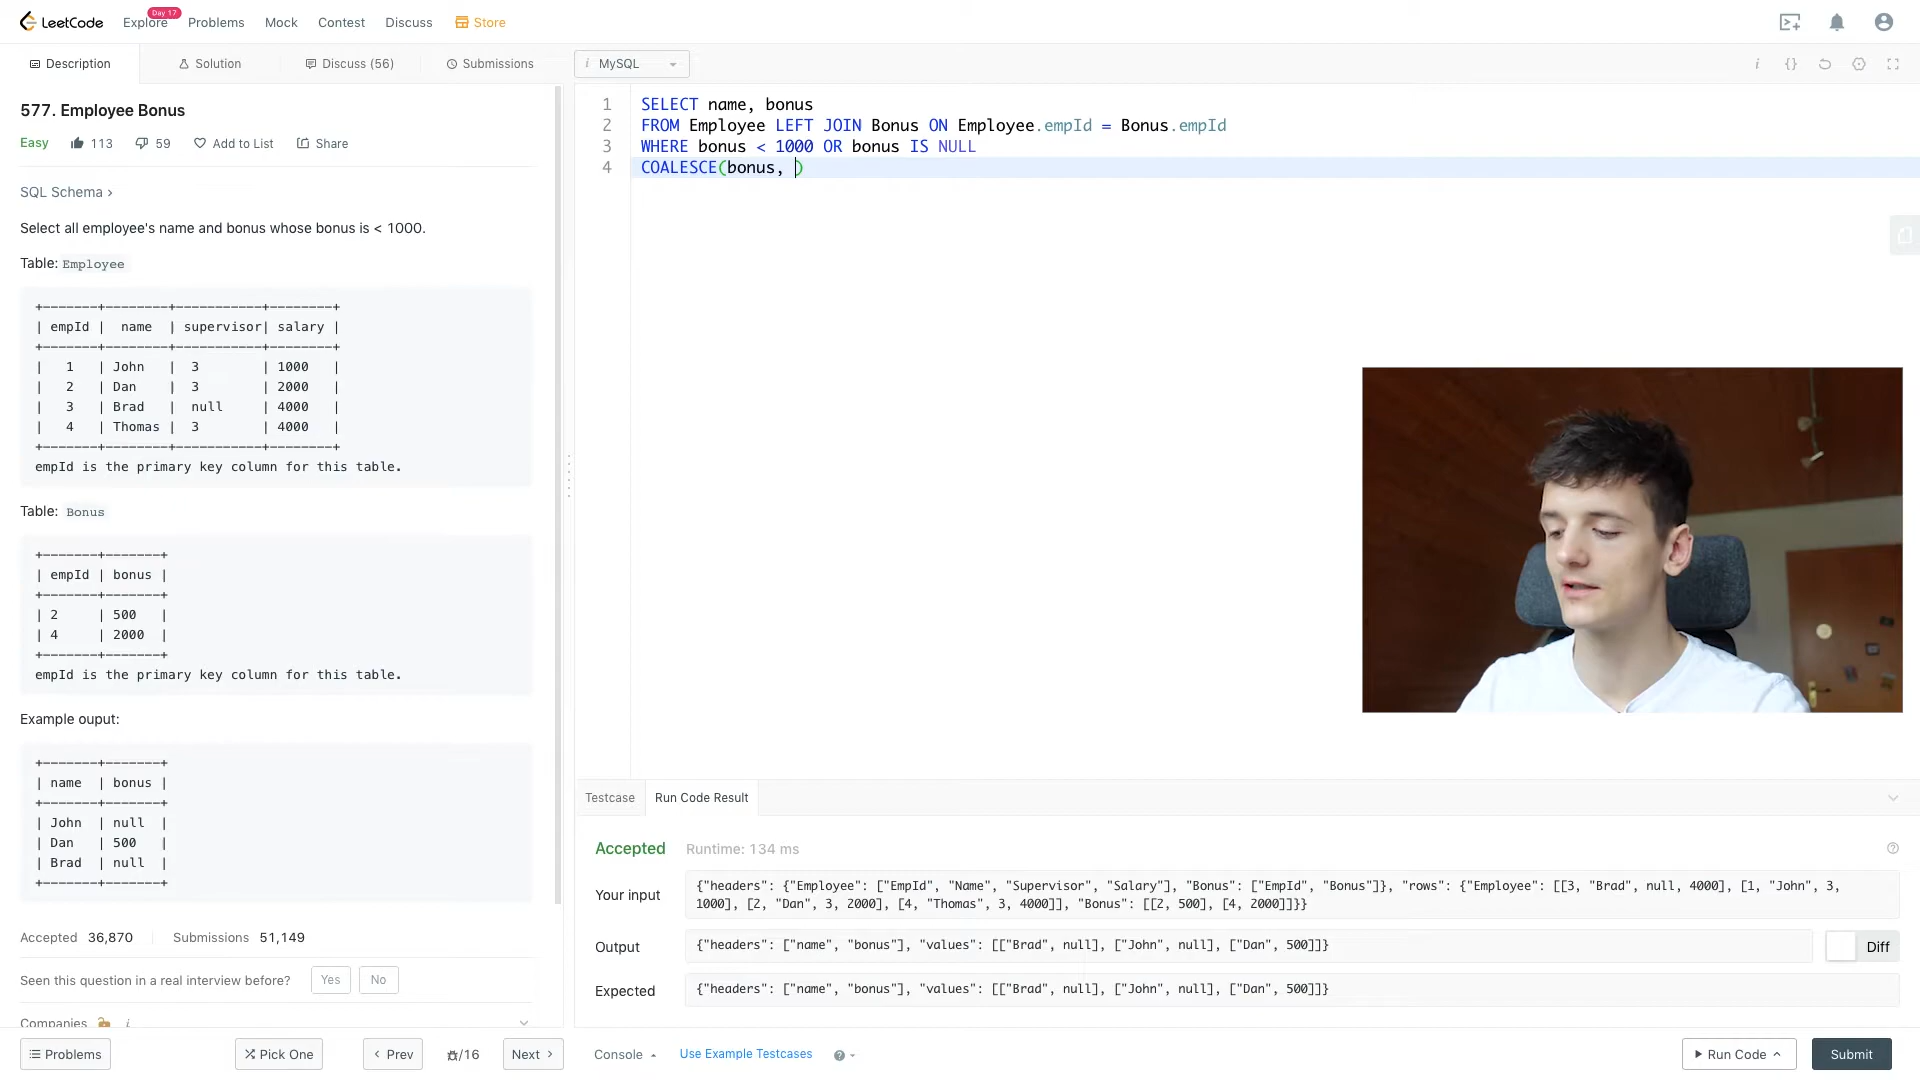 LeetCode
Explore
Day 17
Problems
Mock
Contest
Discuss
Store
Description
Solution
Discuss (56)
Submissions
i MySQL
i {}
577. Employee Bonus
Easy 113 59 Add to List Share
SQL Schema >
Select all employee's name and bonus whose bonus is < 1000.
Table: Employee
+-------+--------+-----------+--------+
| empId |  name  | supervisor| salary |
+-------+--------+-----------+--------+
|   1   | John   |  3        | 1000   |
|   2   | Dan    |  3        | 2000   |
|   3   | Brad   |  null     | 4000   |
|   4   | Thomas |  3        | 4000   |
+-------+--------+-----------+--------+
empId is the primary key column for this table.
Table: Bonus
+-------+-------+
| empId | bonus |
+-------+-------+
| 2     | 500   |
| 4     | 2000  |
+-------+-------+
empId is the primary key column for this table.
Example ouput:
+-------+-------+
| name  | bonus |
+-------+-------+
| John  | null  |
| Dan   | 500   |
| Brad  | null  |
+-------+-------+
Accepted 36,870 Submissions 51,149
Seen this question in a real interview before? Yes No
Companies i
Problems
Pick One
< Prev
/16
Next >
1 SELECT name, bonus
2 FROM Employee LEFT JOIN Bonus ON Employee.empId = Bonus.empId
3 WHERE bonus < 1000 OR bonus IS NULL
4 COALESCE(bonus, )
Testcase
Run Code Result
Accepted Runtime: 134 ms
Your input
{"headers": {"Employee": ["EmpId", "Name", "Supervisor", "Salary"], "Bonus": ["EmpId", "Bonus"]}, "rows": {"Employee": [[3, "Brad", null, 4000], [1, "John", 3,
1000], [2, "Dan", 3, 2000], [4, "Thomas", 3, 4000]], "Bonus": [[2, 500], [4, 2000]]}}
Output
{"headers": ["name", "bonus"], "values": [["Brad", null], ["John", null], ["Dan", 500]]}
Diff
Expected
{"headers": ["name", "bonus"], "values": [["Brad", null], ["John", null], ["Dan", 500]]}
Console
Use Example Testcases
Run Code
Submit